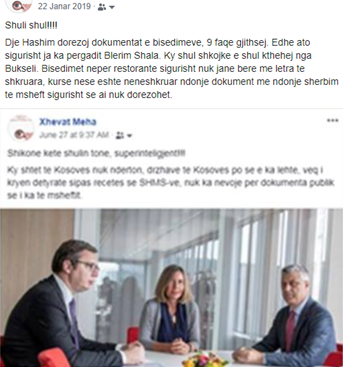 22 Janar 2019 ·
Shuli shul!!!!
Dje Hashim dorezoj dokumentat e bisedimeve, 9 faqe gjithsej. Edhe ato
sigurisht ja ka pergadit Blerim Shala. Ky shul shkojke e shul kthehej nga
Bukseli. Bisedimet neper restorante sigurisht nuk jane bere me letra te
shkruara, kurse nese eshte neneshkruar ndonje dokument me ndonje sherbim
te msheft sigurisht se ai nuk dorezohet.
Xhevat Meha
June 27 at 9:37 AM ·
Shikone kete shulin tone, superinteligjent!!!!
Ky shtet te Kosoves nuk nderton, drzhave te Kosoves po se e ka lehte, veq i
kryen detyrate sipas recetes se SHMS-ve, nuk ka nevoje per dokumenta publik
se i ka te msheftit.